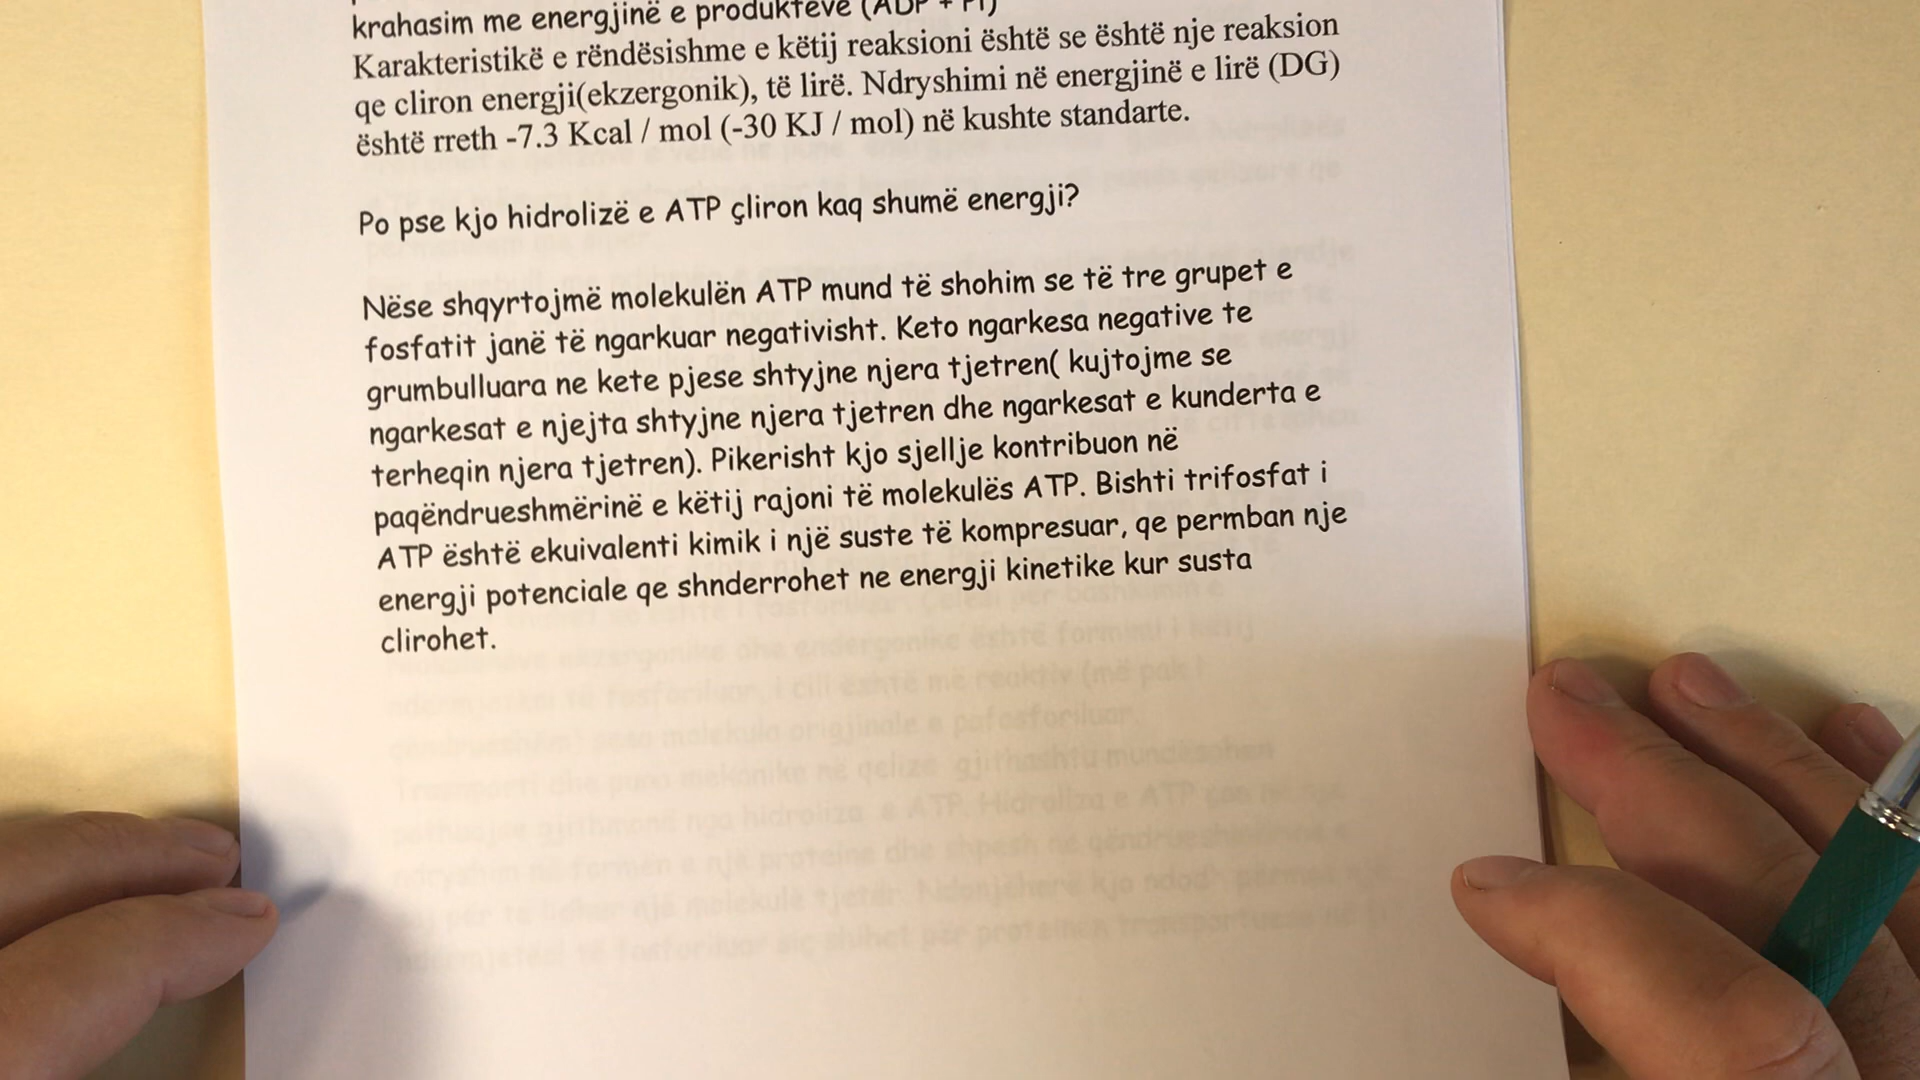 krahasim me energjinë e produkteve (ADP + Pi)
Karakteristikë e rëndësishme e këtij reaksioni është se është nje reaksion
qe cliron energji(ekzergonik), të lirë. Ndryshimi në energjinë e lirë (DG)
është rreth -7.3 Kcal / mol (-30 KJ / mol) në kushte standarte.
Po pse kjo hidrolizë e ATP çliron kaq shumë energji?
Nëse shqyrtojmë molekulën ATP mund të shohim se të tre grupet e
fosfatit janë të ngarkuar negativisht. Keto ngarkesa negative te
grumbulluara ne kete pjese shtyjne njera tjetren( kujtojme se
ngarkesat e njejta shtyjne njera tjetren dhe ngarkesat e kunderta e
terheqin njera tjetren). Pikerisht kjo sjellje kontribuon në
paqëndrueshmërinë e këtij rajoni të molekulës ATP. Bishti trifosfat i
ATP është ekuivalenti kimik i një suste të kompresuar, qe permban nje
energji potenciale qe shnderrohet ne energji kinetike kur susta
clirohet.